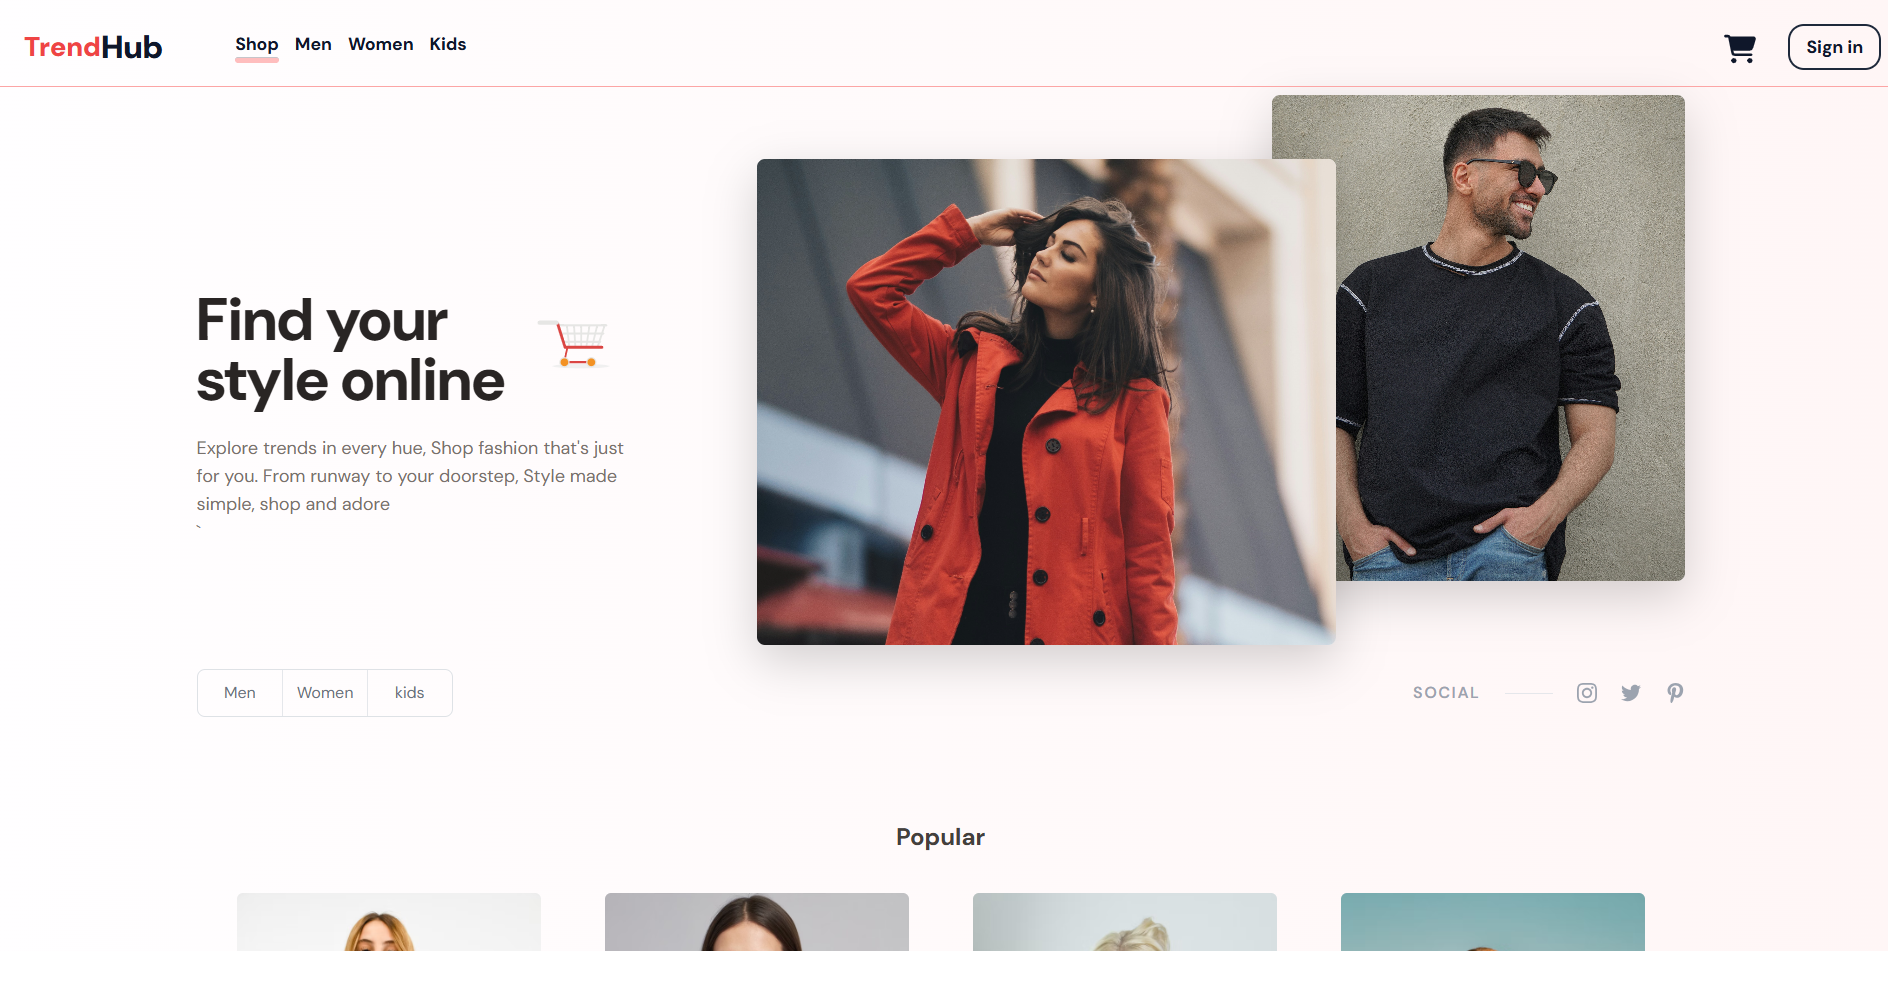 TrendHub
Shop Men Women Kids
Sign in
Find your
style online
Explore trends in every hue, Shop fashion that's just
for you. From runway to your doorstep, Style made
simple, shop and adore
`
Men Women kids
SOCIAL
Popular